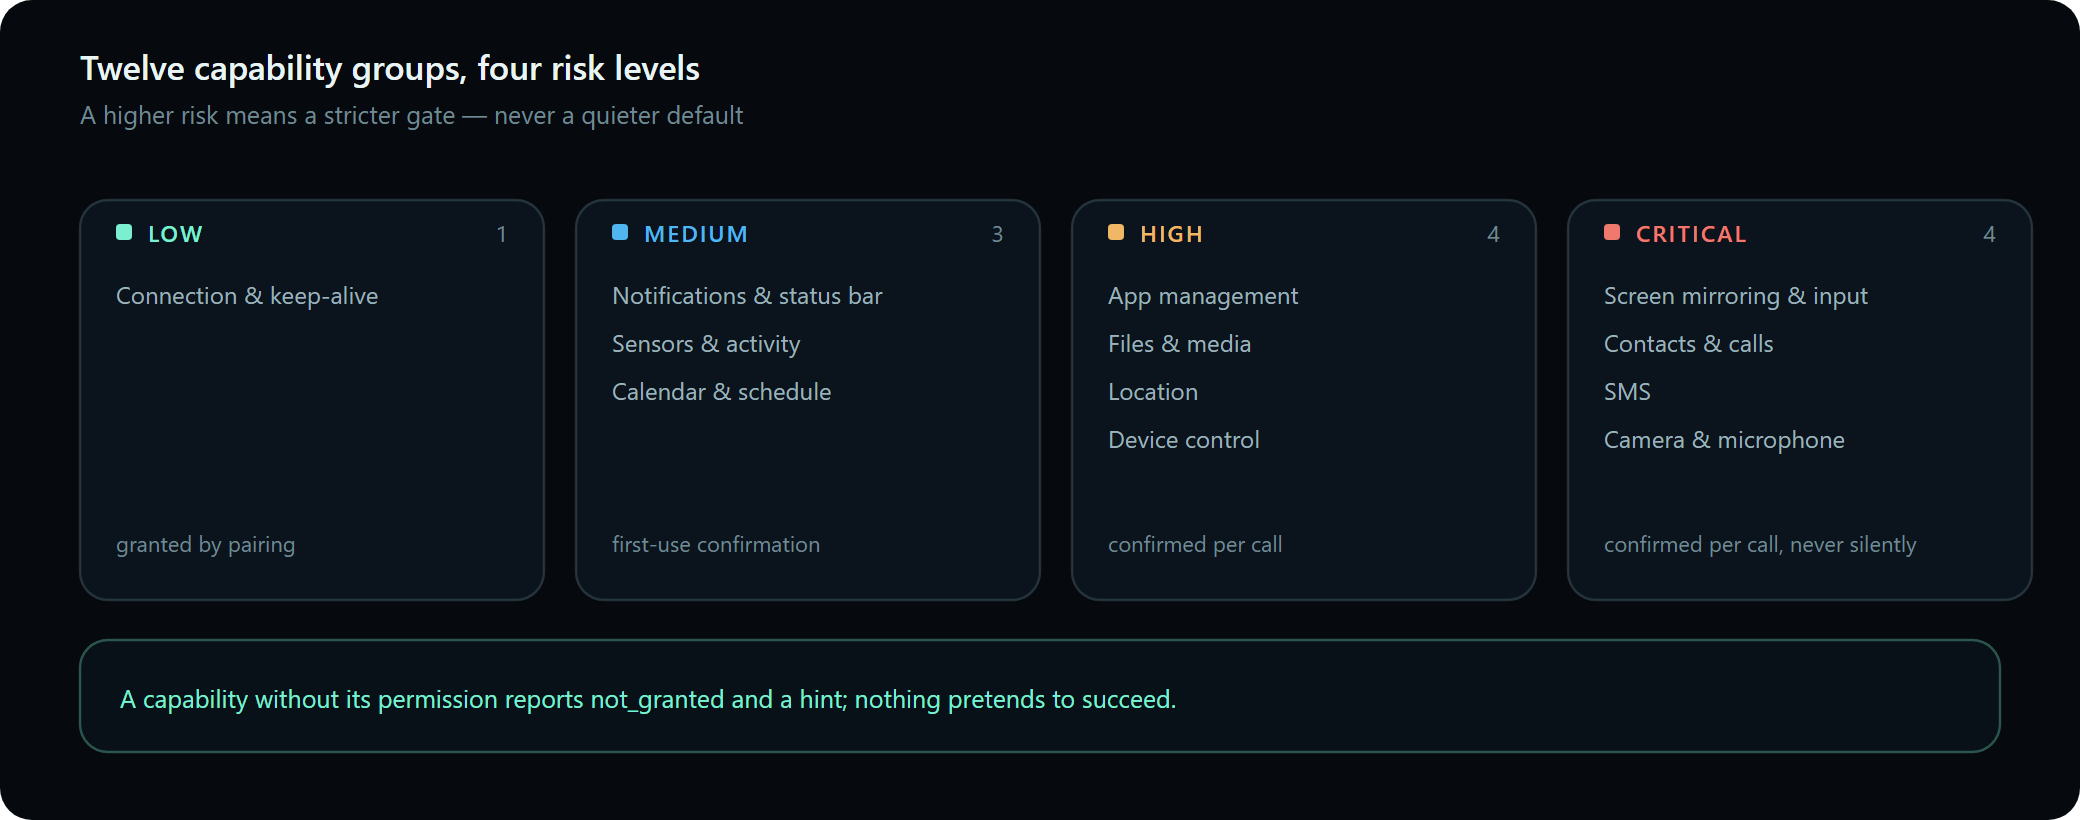 Twelve capability groups, four risk levels
A higher risk means a stricter gate — never a quieter default
LOW 1
Connection & keep-alive
granted by pairing
MEDIUM 3
Notifications & status bar
Sensors & activity
Calendar & schedule
first-use confirmation
HIGH 4
App management
Files & media
Location
Device control
confirmed per call
CRITICAL 4
Screen mirroring & input
Contacts & calls
SMS
Camera & microphone
confirmed per call, never silently
A capability without its permission reports not_granted and a hint; nothing pretends to succeed.